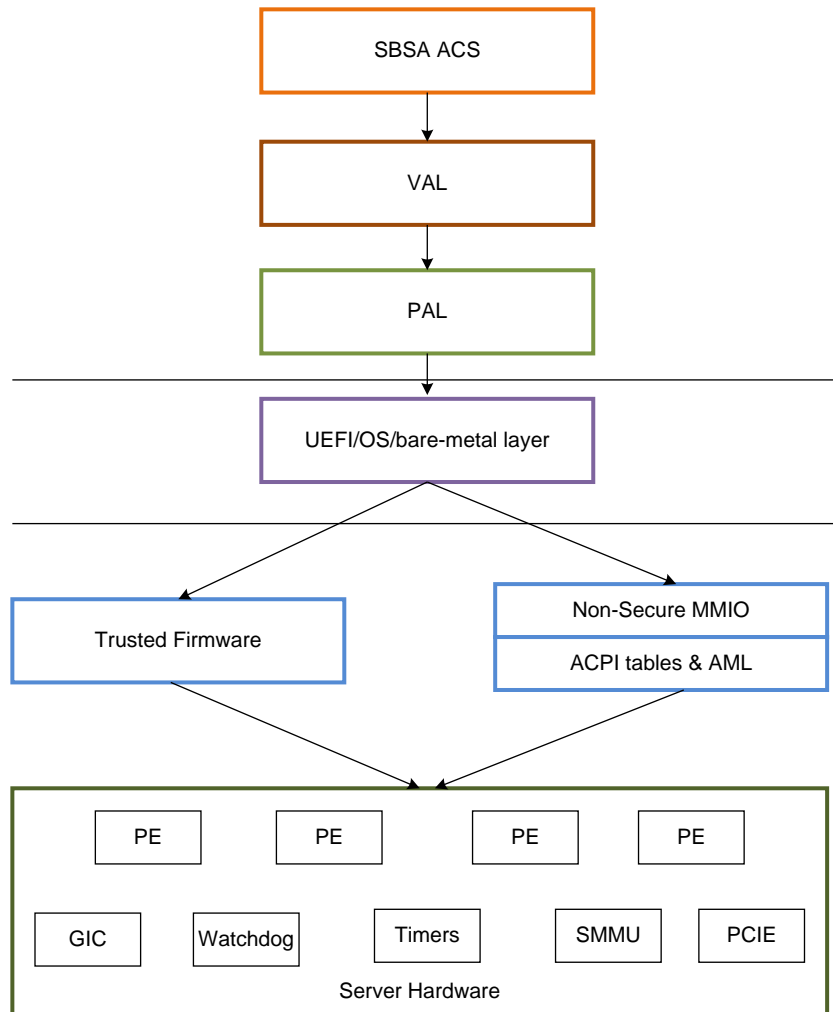 SBSA ACS
VAL
PAL
UEFI/OS/bare-metal layer
Trusted Firmware
Non-Secure MMIO
ACPI tables & AML
PE
PE
PE
PE
GIC
Watchdog
Timers
SMMU
PCIE
Server Hardware